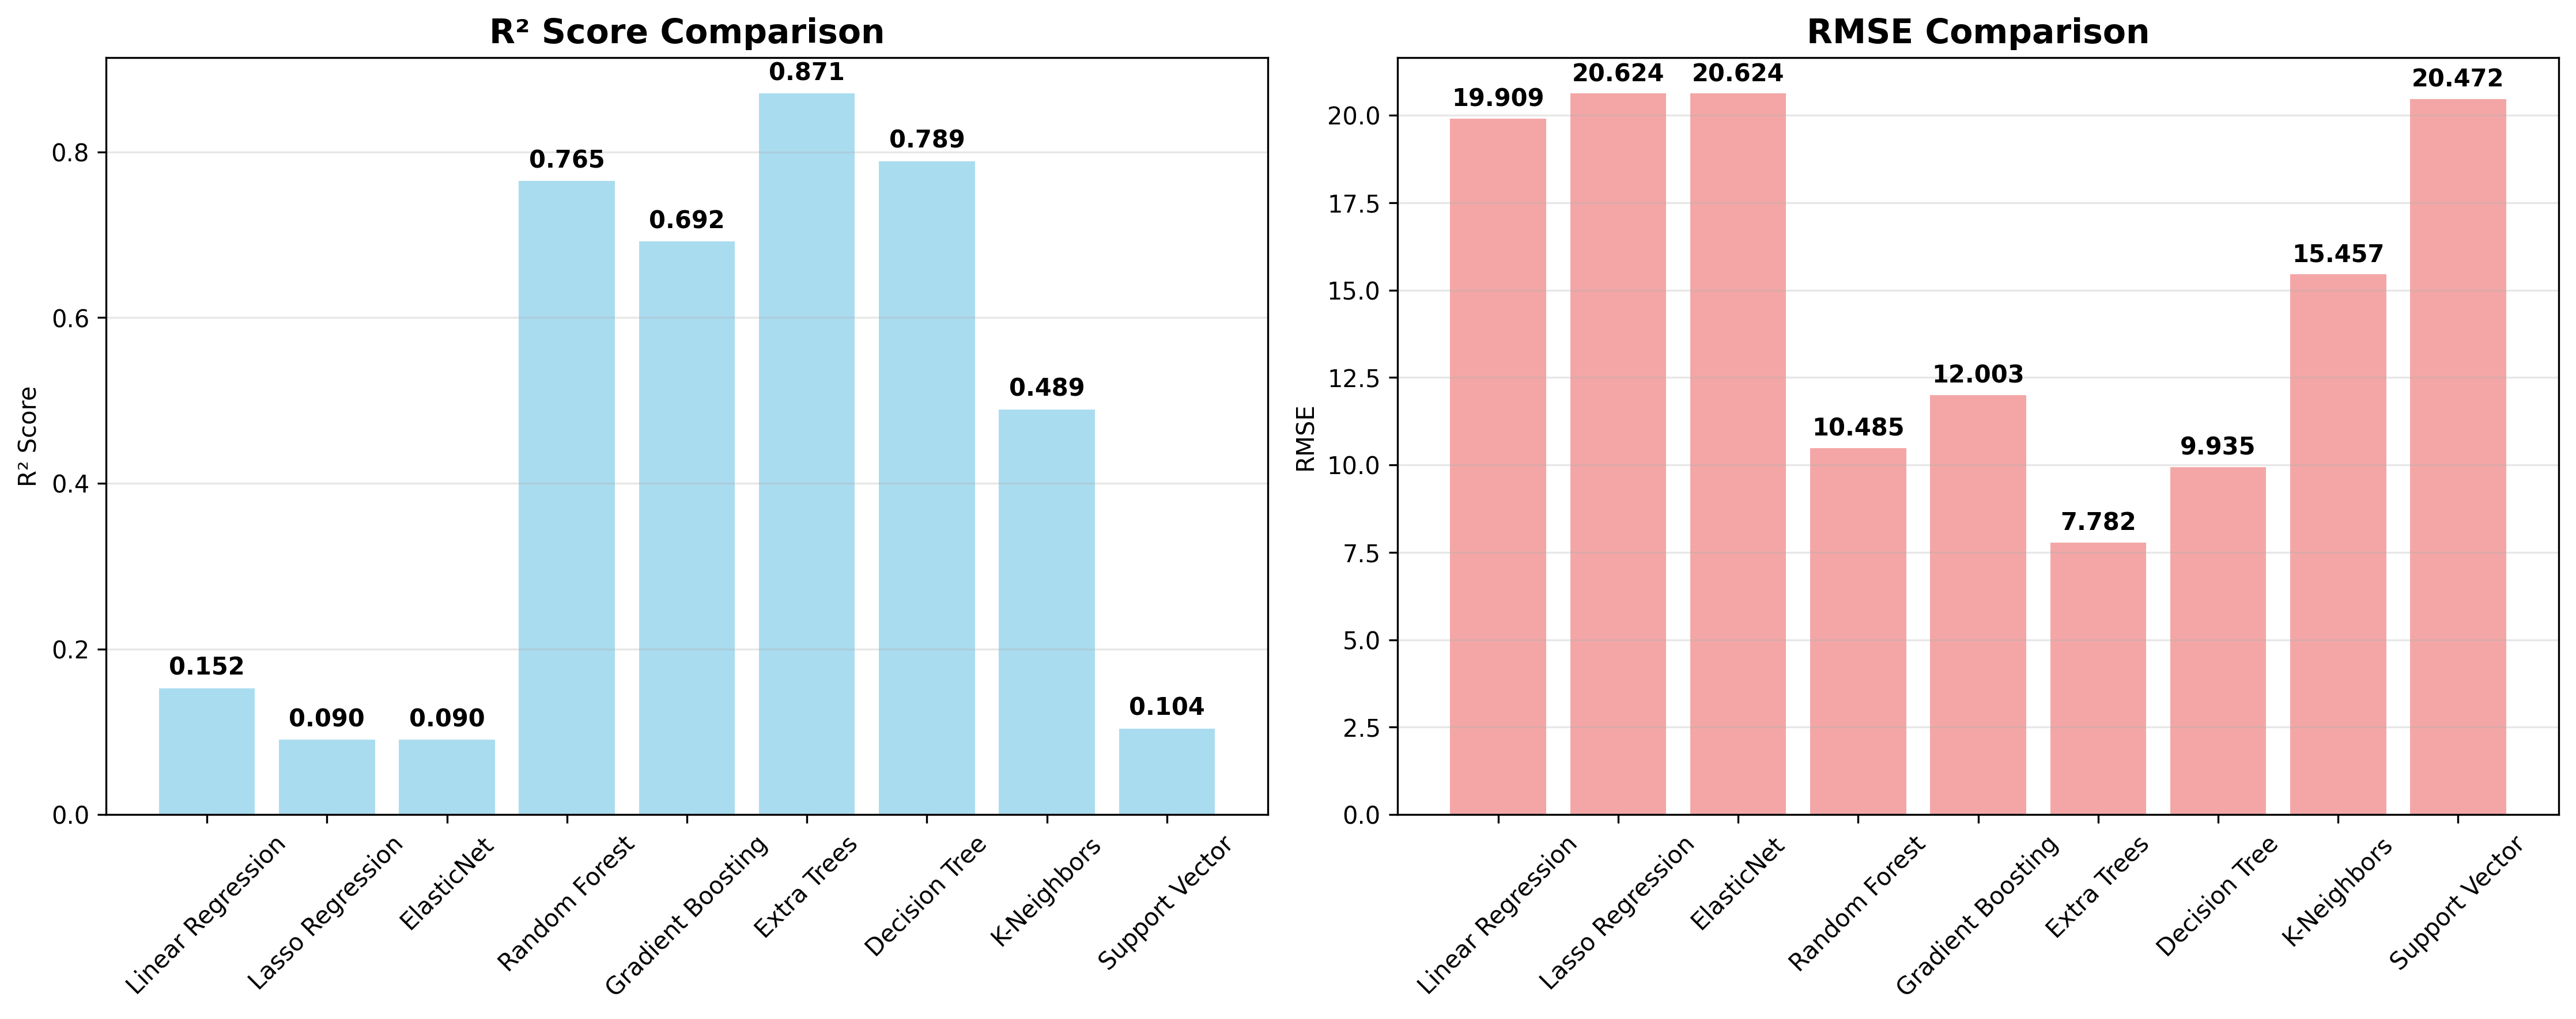 R² Score Comparison
R² Score
0.8
0.6
0.4
0.2
0.0
0.152
0.090
0.090
0.765
0.692
0.871
0.789
0.489
0.104
Linear Regression
Lasso Regression
ElasticNet
Random Forest
Gradient Boosting
Extra Trees
Decision Tree
K-Neighbors
Support Vector
RMSE Comparison
RMSE
20.0
17.5
15.0
12.5
10.0
7.5
5.0
2.5
0.0
19.909
20.624
20.624
10.485
12.003
7.782
9.935
15.457
20.472
Linear Regression
Lasso Regression
ElasticNet
Random Forest
Gradient Boosting
Extra Trees
Decision Tree
K-Neighbors
Support Vector